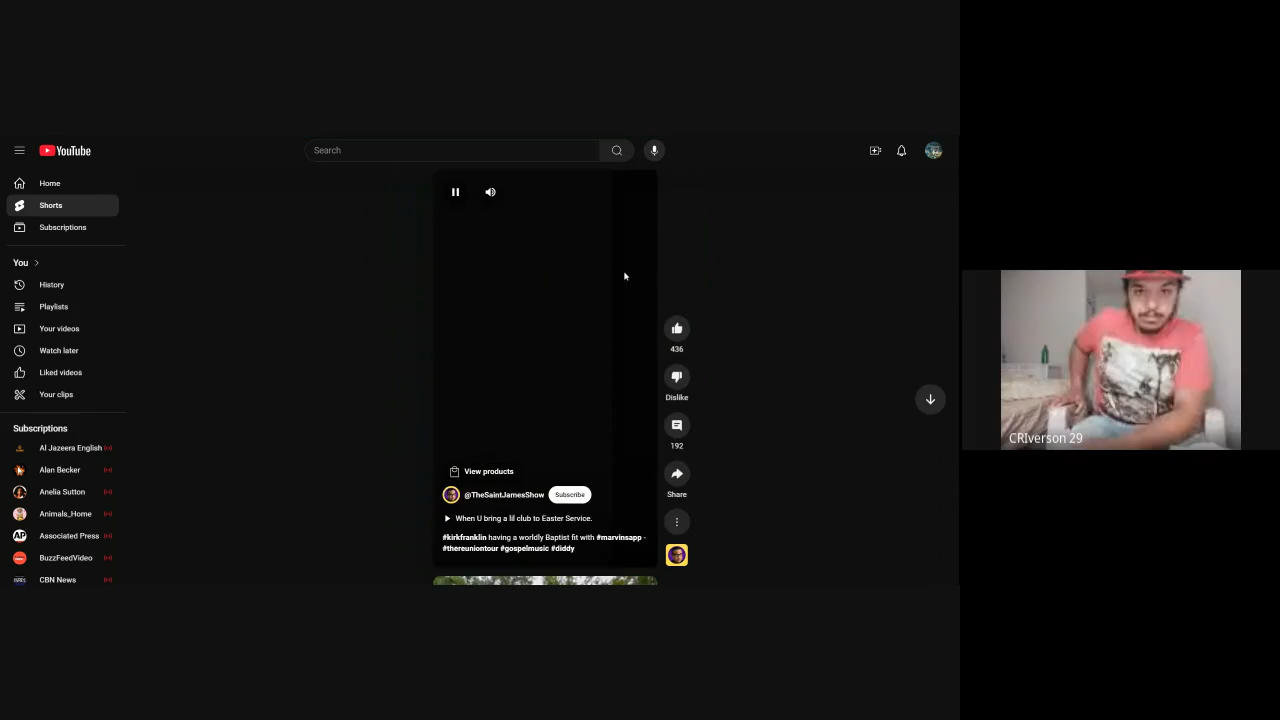 YouTube
Search
Home
Shorts
Subscriptions
You
History
Playlists
Your videos
Watch later
Liked videos
Your clips
Subscriptions
Al Jazeera English
Alan Becker
Anelia Sutton
Animals_Home
AP
Associated Press
BuzzFeedVideo
CBN News
View products
@TheSaintJamesShow
Subscribe
When U bring a lil club to Easter Service.
#kirkfranklin having a worldly Baptist fit with #marvinsapp -
#thereuniontour #gospelmusic #diddy
436
Dislike
192
Share
CRIverson 29